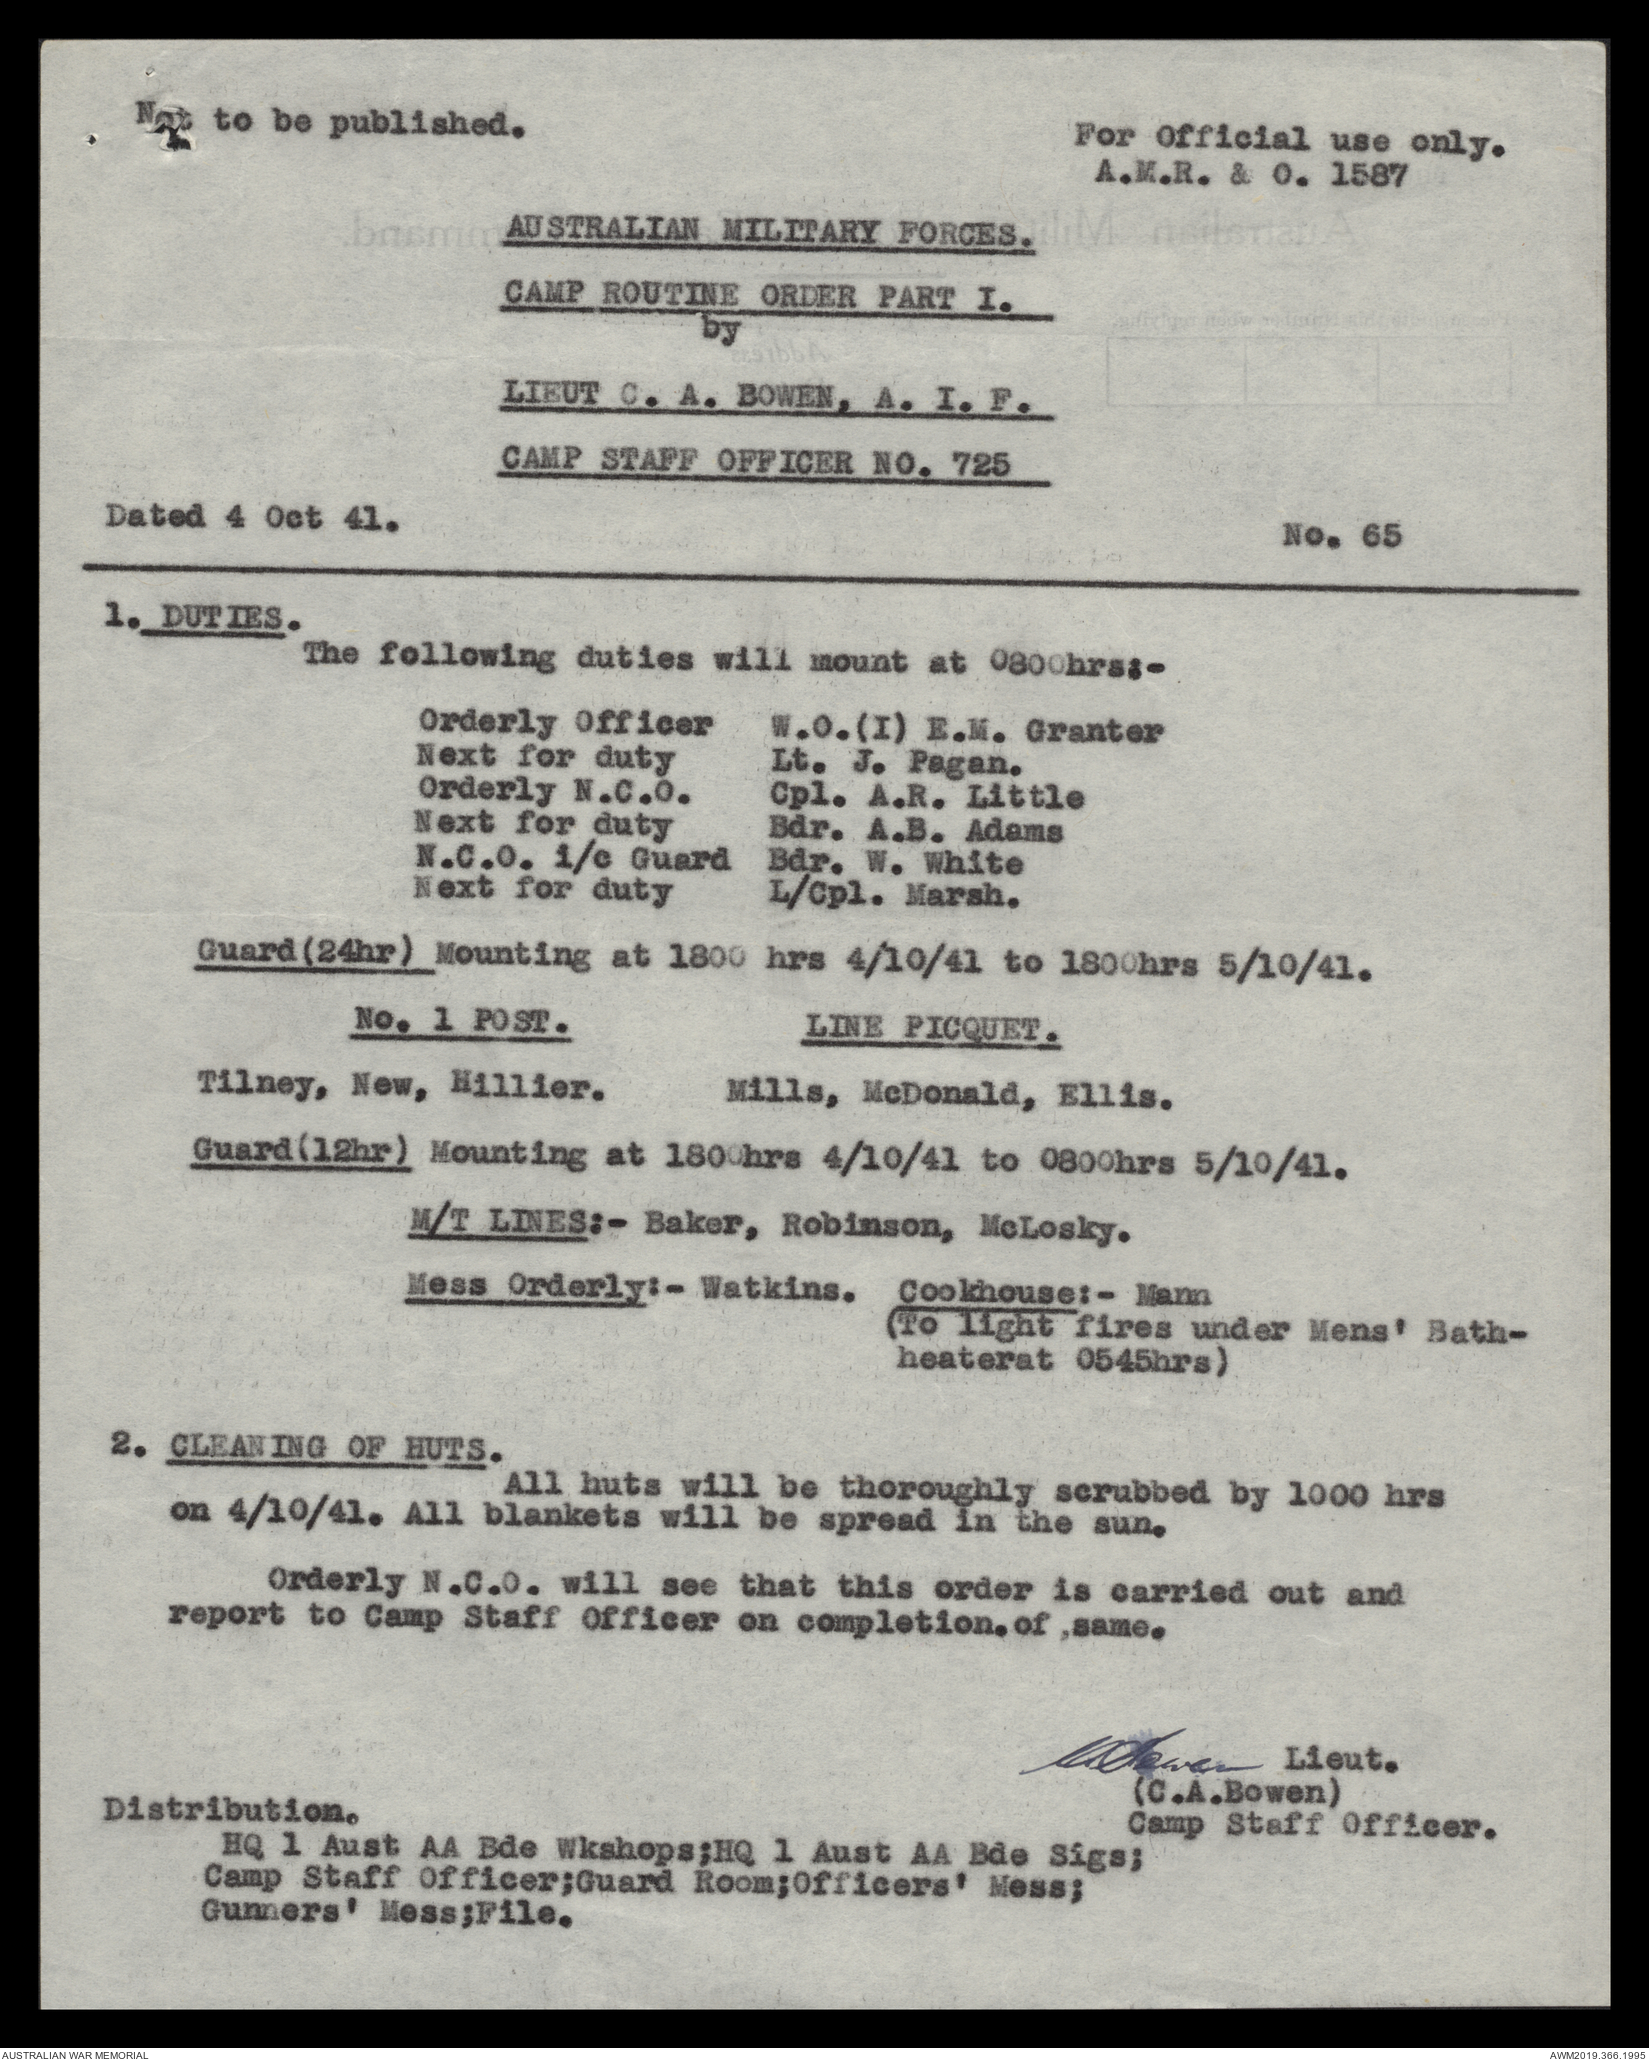 Not to be published.
For Official use only.
A.M.R. & O. 1587
AUSTRALIAN MILITARY FORCES.
CAMP ROUTINE ORDER PART I.
by
LIEUT C. A. BOWEN, A. I. F.
CAMP STAFF OFFICER NO. 725
Dated 4 Oct 41.
No. 65
1. DUTIES.
The following duties will mount at 0800hrs:-
Orderly Officer W.O.(I) E.M. Granter
Next for duty Lt. J. Pagan.
Orderly N.C.O. Cpl. A.R. Little
Next for duty Bdr. A.B. Adams
N.C.O. i/c Guard Bdr. W. White
Next for duty L/Cpl. Marsh.
Guard(24hr) Mounting at 1800 hrs 4/10/41 to 1800hrs 5/10/41.
No. 1 POST. LINE PICQUET.
Tilney, New, Hillier. Mills, McDonald, Ellis.
Guard(12hr) Mounting at 1800hrs 4/10/41 to 0800hrs 5/10/41.
M/T LINES:- Baker, Robinson, McLosky.
Mess Orderly:- Watkins. Cookhouse:- Mann
(To light fires under Mens' Bath-
heaterat 0545hrs)
2. CLEANING OF HUTS.
All huts will be thoroughly scrubbed by 1000 hrs
on 4/10/41. All blankets will be spread in the sun.
Orderly N.C.O. will see that this order is carried out and
report to Camp Staff Officer on completion.of ,same.
CABowen Lieut.
(C.A.Bowen)
Camp Staff Officer.
Distribution.
HQ 1 Aust AA Bde Wkshops;HQ 1 Aust AA Bde Sigs;
Camp Staff Officer;Guard Room;Officers' Mess;
Gunners' Mess;File.
AUSTRALIAN WAR MEMORIAL
AWM2019.366.1995